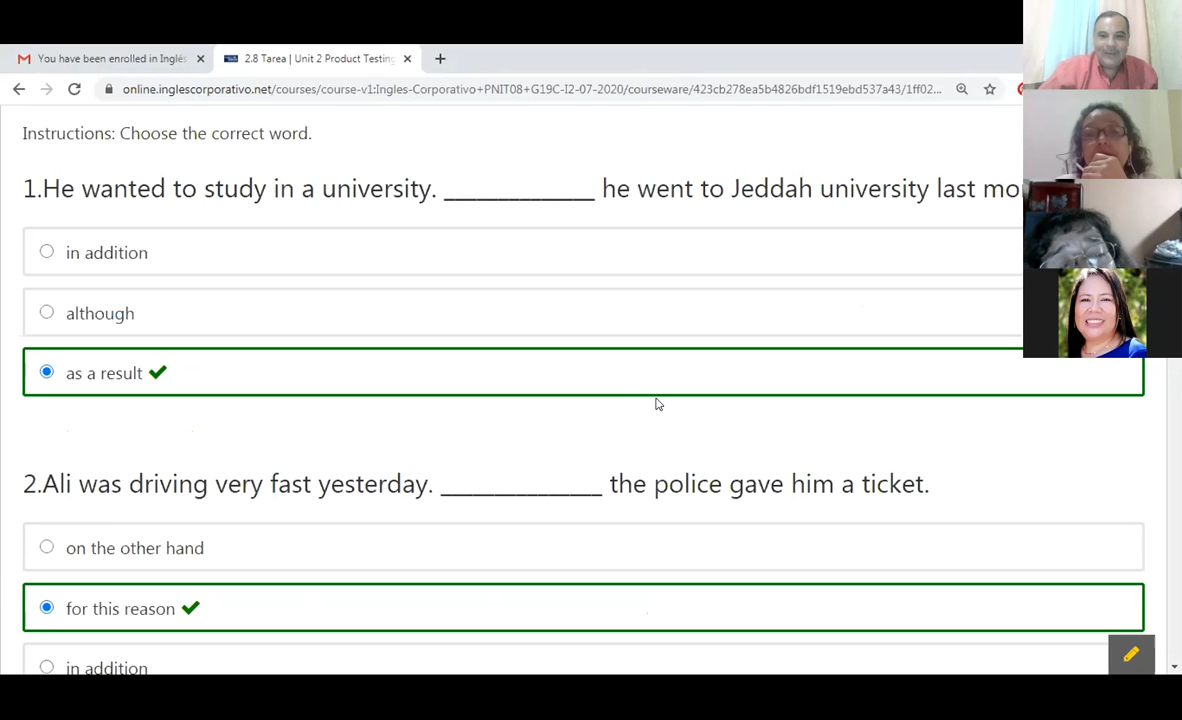 You have been enrolled in Inglés
2.8 Tarea | Unit 2 Product Testing
online.inglescorporativo.net/courses/course-v1:Ingles-Corporativo+PNIT08+G19C-I2-07-2020/courseware/423cb278ea5b4826bdf1519ebd537a43/1ff02...
Instructions: Choose the correct word.
1.He wanted to study in a university. _____________ he went to Jeddah university last mo
in addition
although
as a result
2.Ali was driving very fast yesterday. ______________ the police gave him a ticket.
on the other hand
for this reason
in addition